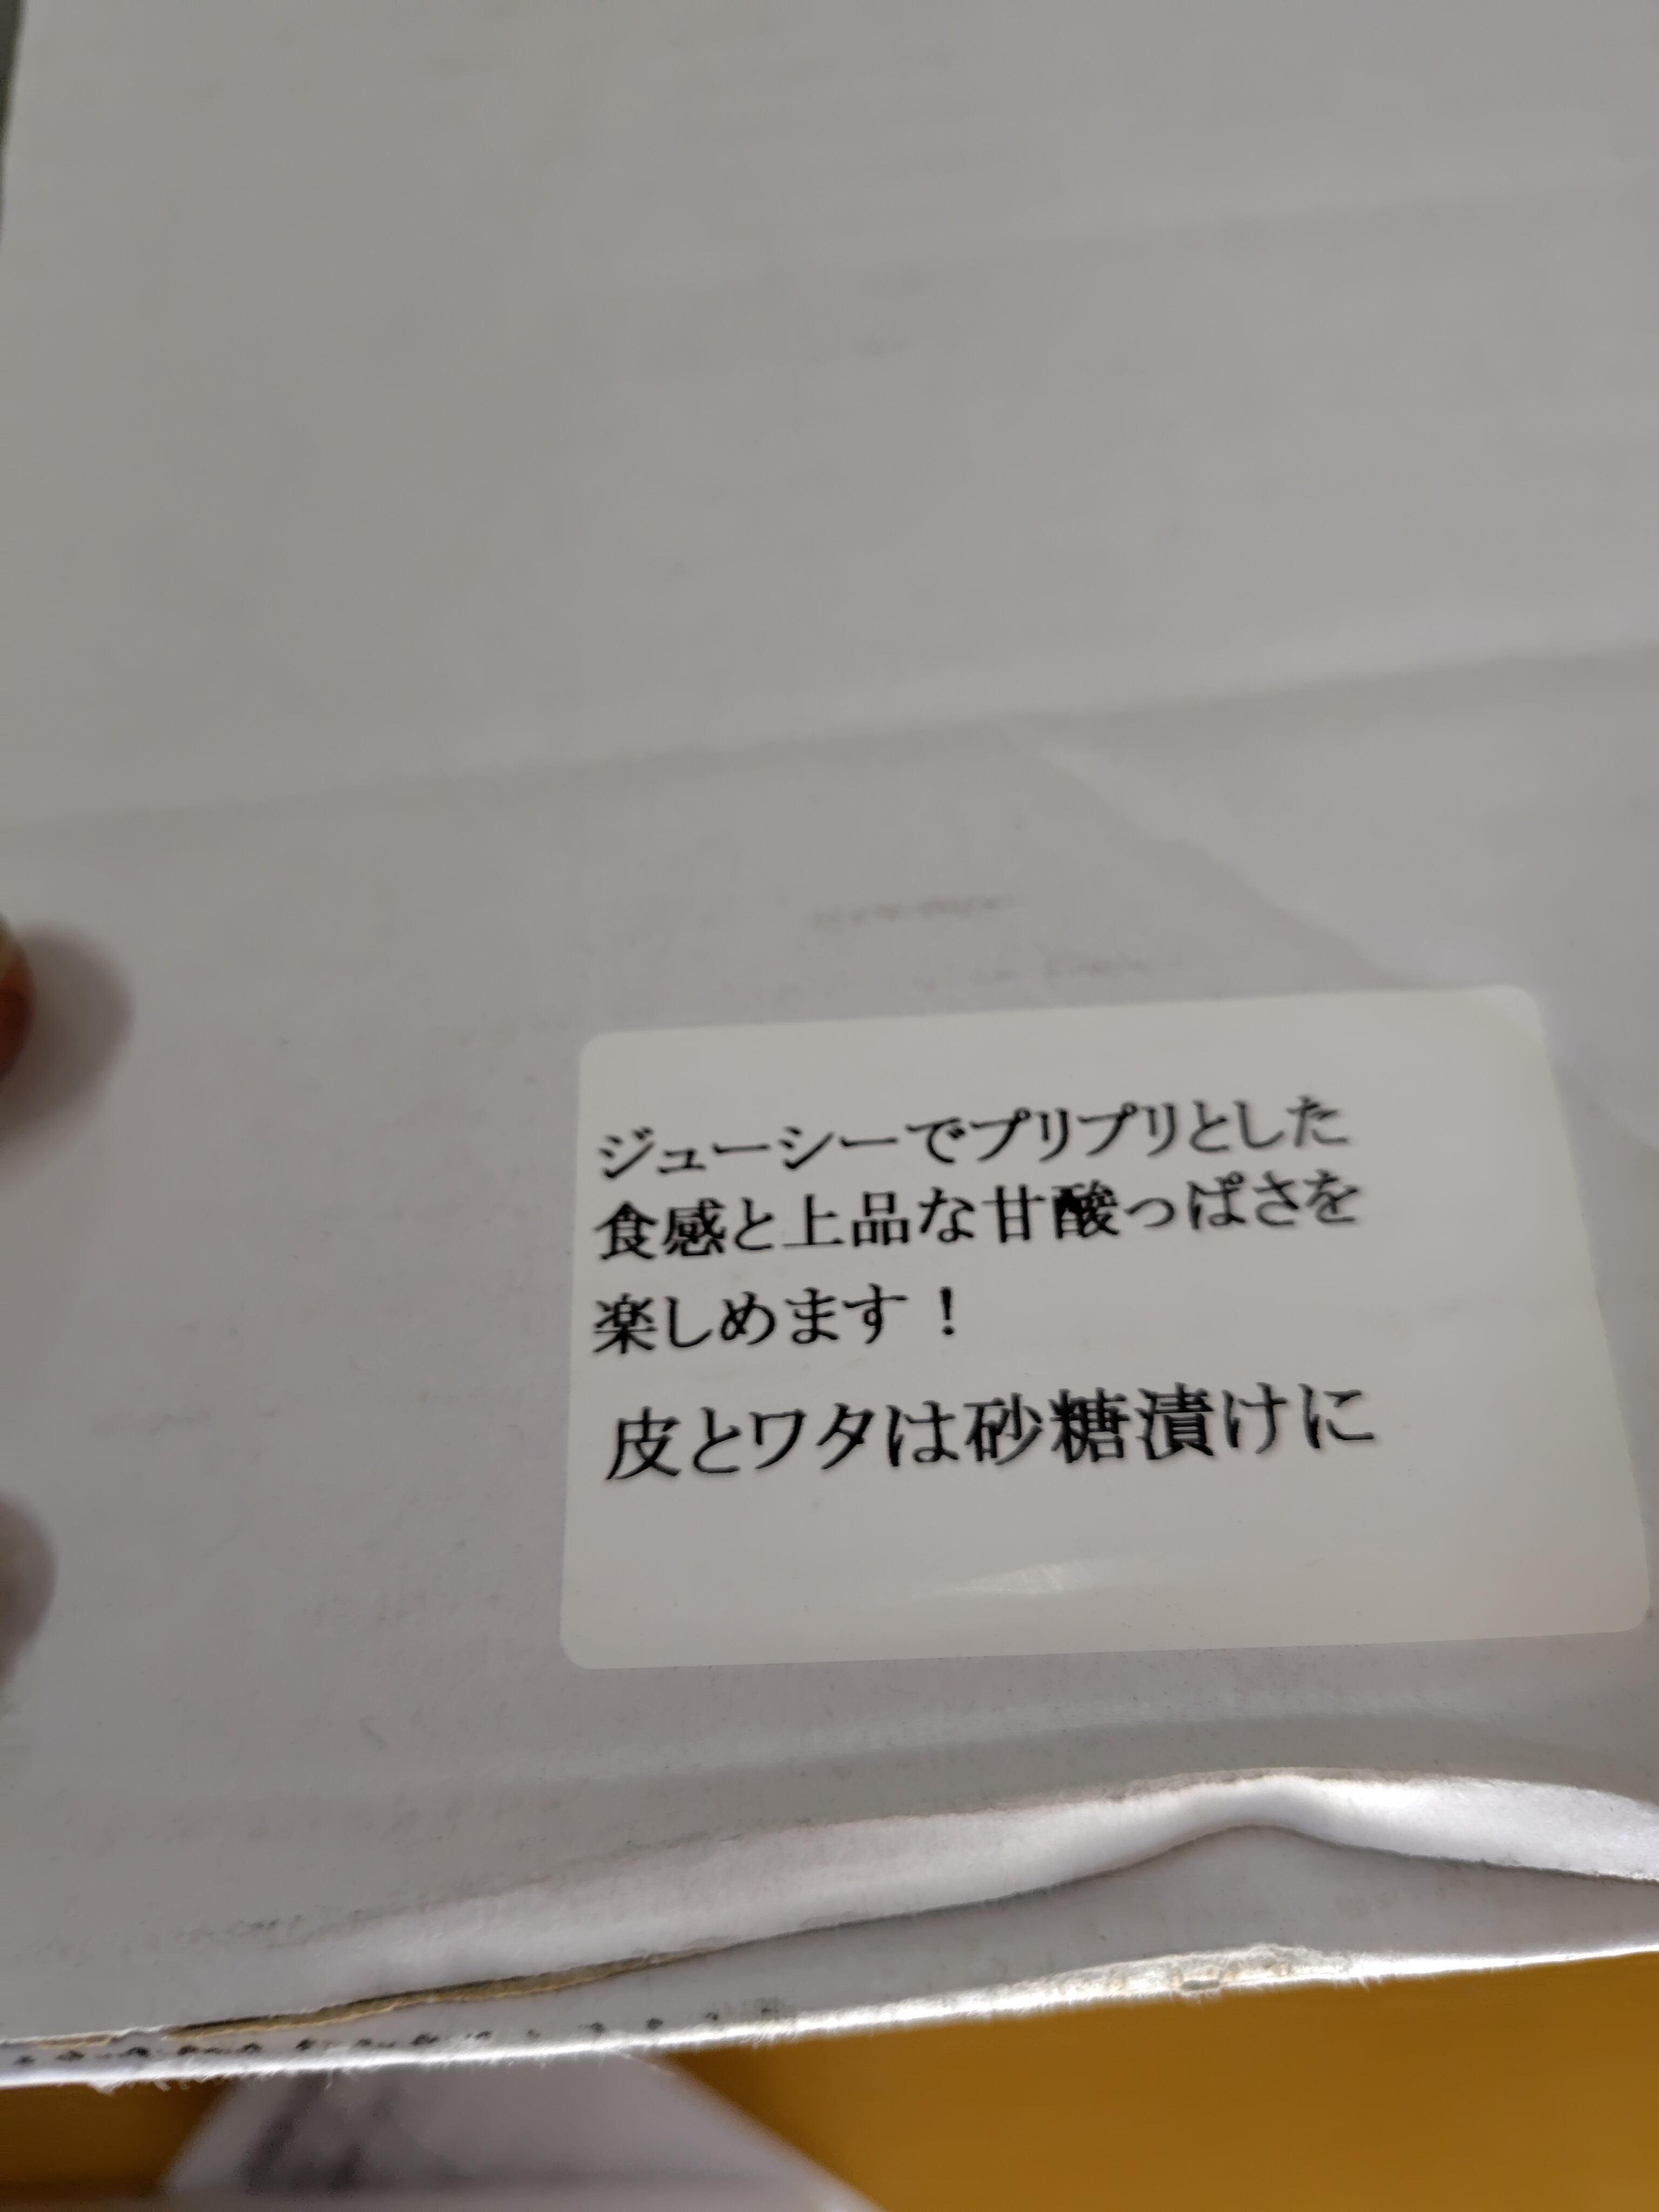 ジューシーでプリプリとした
食感と上品な甘酸っぱさを
楽しめます！
皮とワタは砂糖漬けに